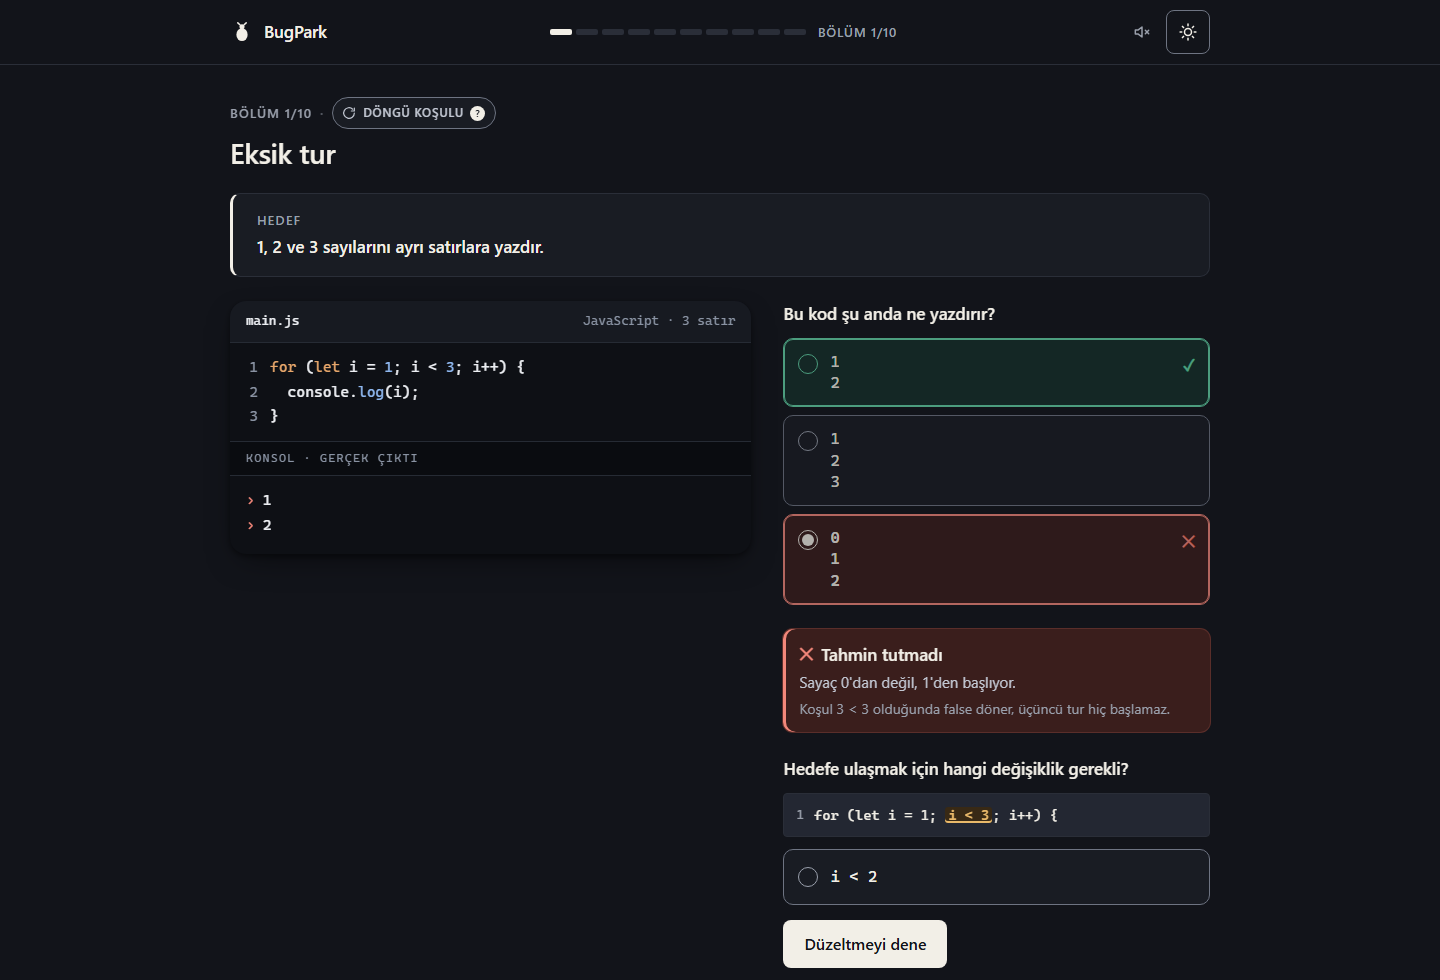 BugPark
BÖLÜM 1/10
BÖLÜM 1/10 · DÖNGÜ KOŞULU ?
Eksik tur
HEDEF
1, 2 ve 3 sayılarını ayrı satırlara yazdır.
main.js
JavaScript · 3 satır
1 for (let i = 1; i < 3; i++) {
2 console.log(i);
3 }
KONSOL · GERÇEK ÇIKTI
› 1
› 2
Bu kod şu anda ne yazdırır?
1
2
1
2
3
0
1
2
Tahmin tutmadı
Sayaç 0'dan değil, 1'den başlıyor.
Koşul 3 < 3 olduğunda false döner, üçüncü tur hiç başlamaz.
Hedefe ulaşmak için hangi değişiklik gerekli?
1 for (let i = 1; i < 3; i++) {
i < 2
Düzeltmeyi dene